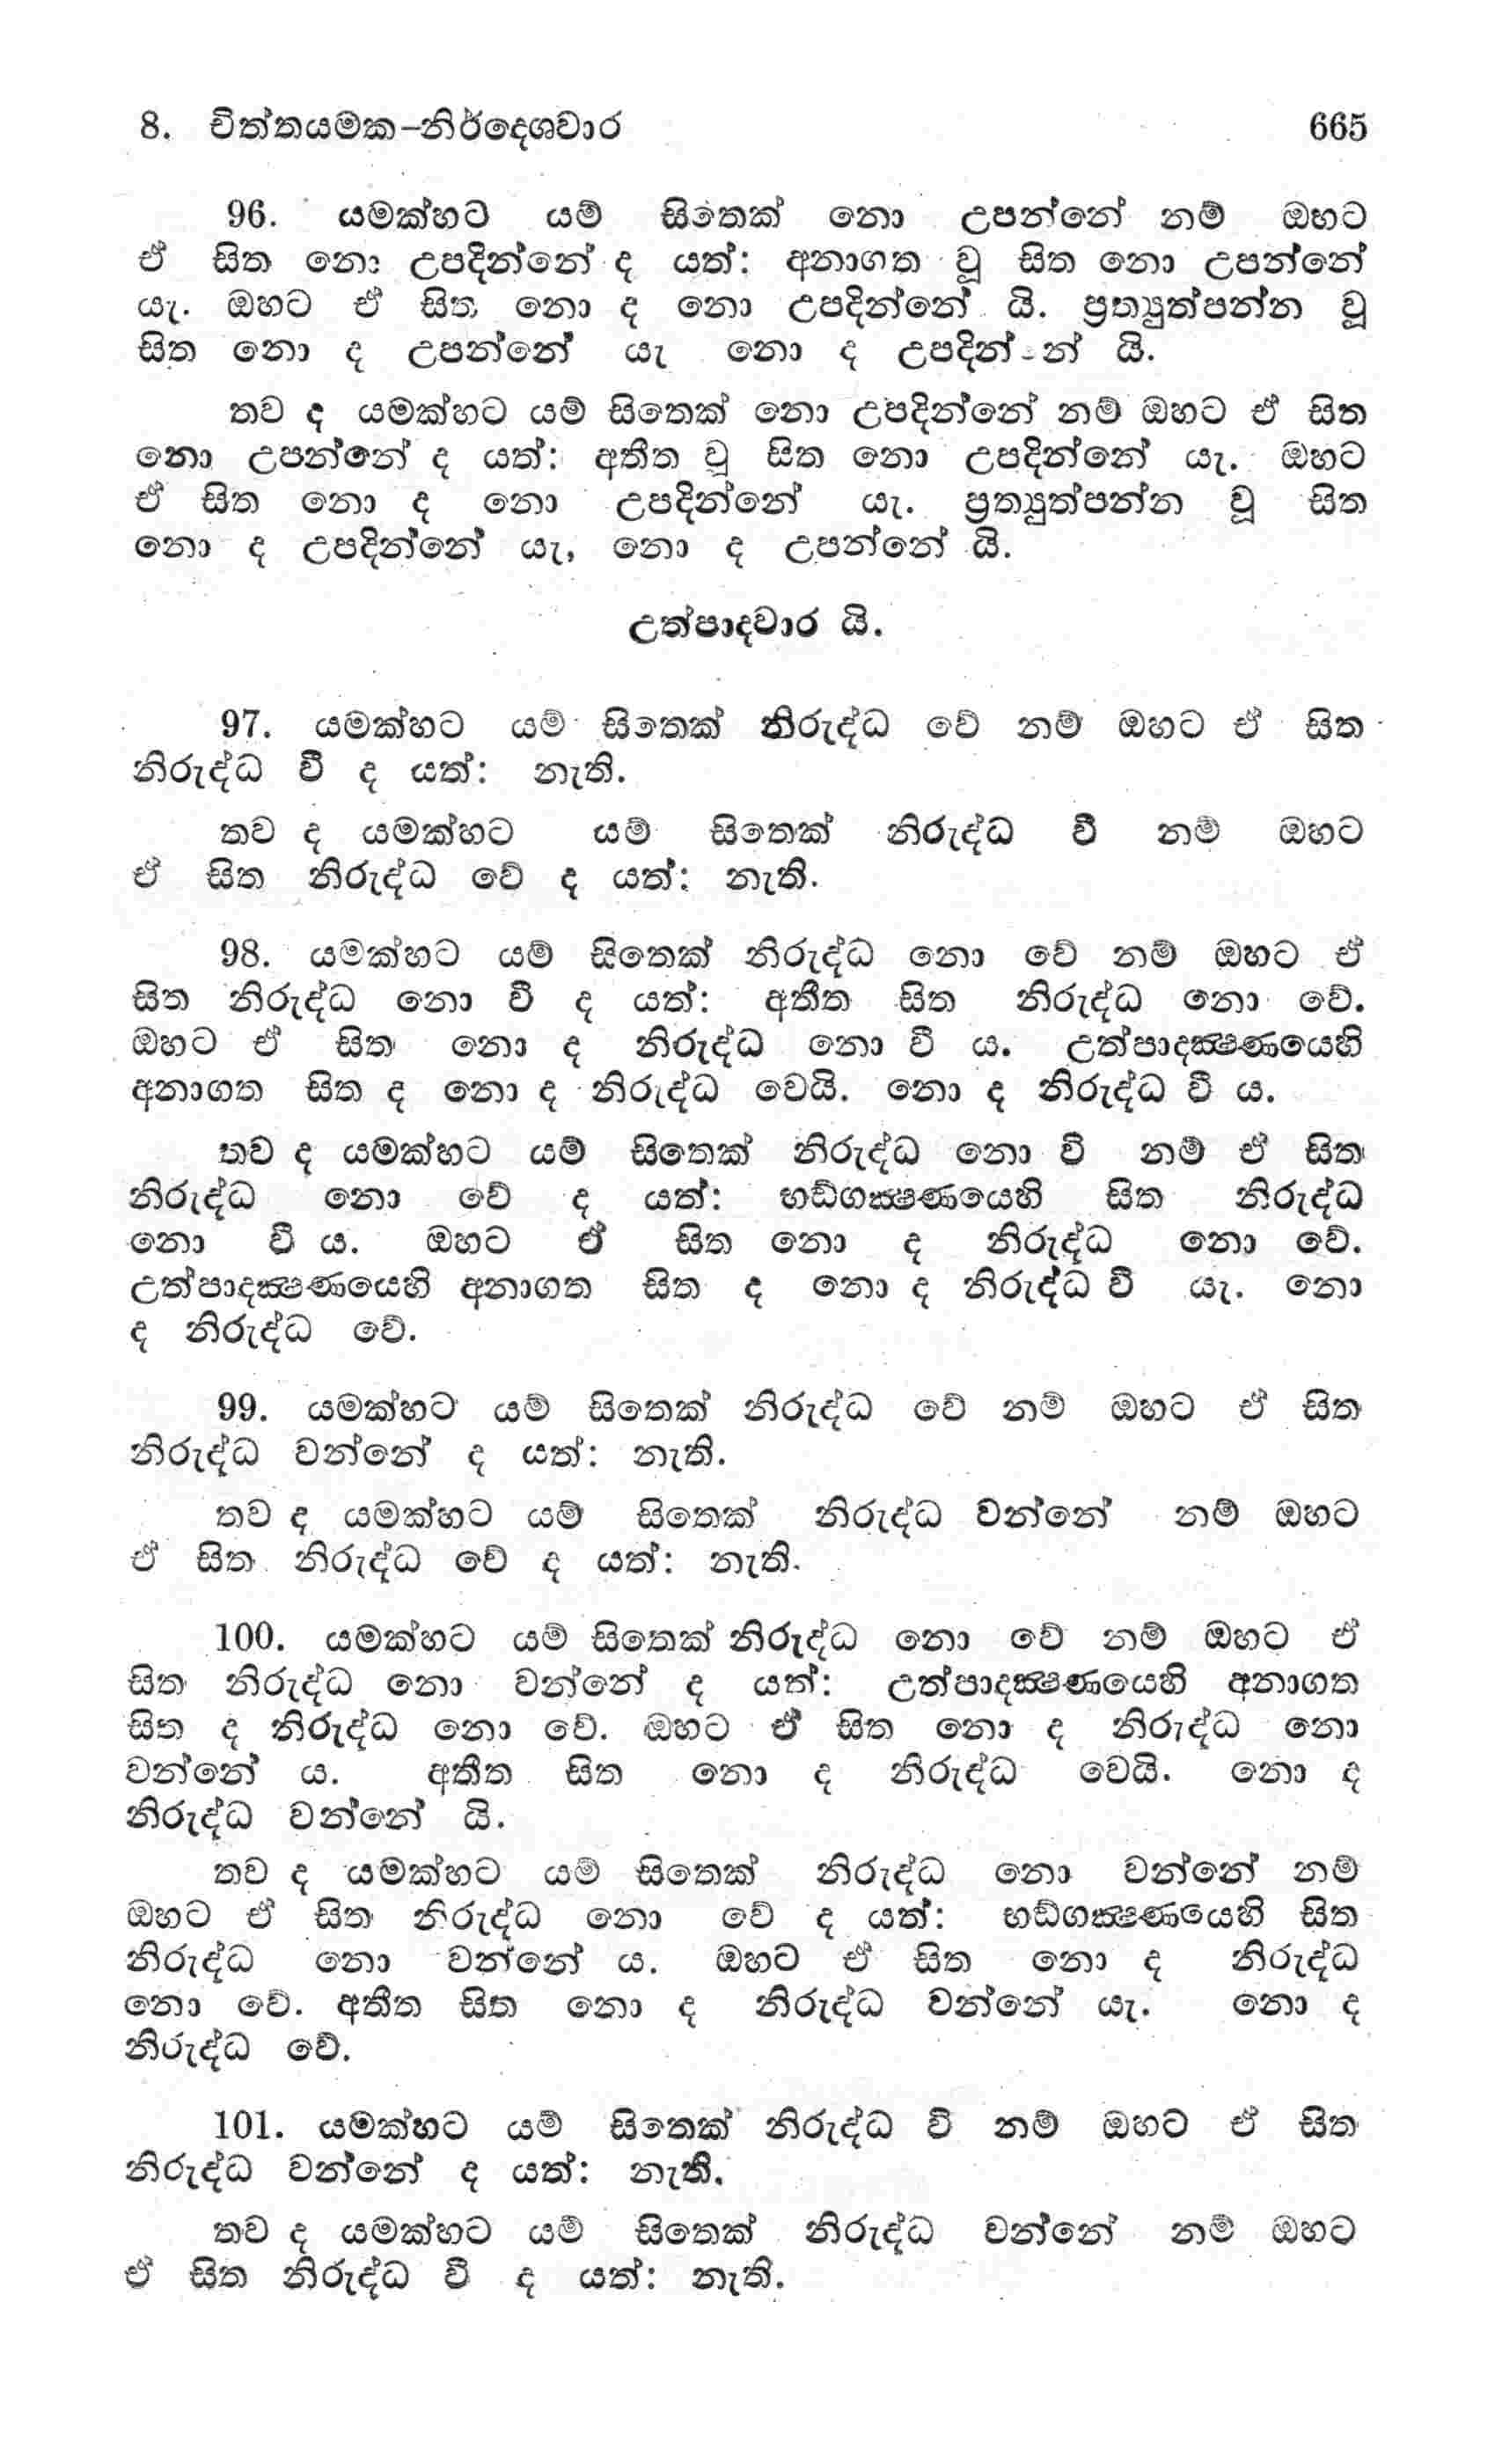 8. චිත්තයමක-නිර්දෙශවාර 665
96. යමක්හට යම් සිතෙක් නො උපන්නේ නම් ඔහට
ඒ සිත නො උපදින්නේ ද යත්: අනාගත වූ සිත නො උපන්නේ
යැ. ඔහට ඒ සිත නො ද නො උපදින්නේ යි. ප්‍රත්‍යුත්පන්න වූ
සිත නො ද උපන්නේ යැ නො ද යි.
තව ද යමක්හට යම් සිතෙක් නො උපදින්නේ නම් ඔහට ඒ සිත
නො උපන්නේ ද යත්: අතීත වූ සිත නො උපදින්නේ යැ. ඔහට
ඒ සිත නො ද නො උපදින්නේ යැ. ප්‍රත්‍යුත්පන්න වූ සිත
නො ද උපදින්නේ යැ, නො ද උපන්නේ යි.
උත්පාදවාර යි.
97. යමක්හට යම් සිතෙක් නිරුද්ධ වේ නම් ඔහට ඒ සිත
නිරුද්ධ වී ද යත්: නැති.
තව ද යමක්හට යම් සිතෙක් නිරුද්ධ වී නම් ඔහට
ඒ සිත නිරුද්ධ වේ ද යත්: නැති.
98. යමක්හට යම් සිතෙක් නිරුද්ධ නො වේ නම් ඔහට ඒ
සිත නිරුද්ධ නො වී ද යත්: අතීත සිත නිරුද්ධ නො වේ.
ඔහට ඒ සිත නො ද නිරුද්ධ නො වී ය. උත්පාදක්‍ෂණයෙහි
අනාගත සිත ද නො ද නිරුද්ධ වෙයි. නො ද නිරුද්ධ වී ය.
තව ද යමක්හට යම් සිතෙක් නිරුද්ධ නො වි නම් ඒ සිත
නිරුද්ධ නො වේ ද යත්: භඞ්ගක්‍ෂණයෙහි සිත නිරුද්ධ
නො වී ය. ඔහට ඒ සිත නො ද නිරුද්ධ නො වේ.
උත්පාදක්‍ෂණයෙහි අනාගත සිත ද නො ද නිරුද්ධ වී යැ. නො
ද නිරුද්ධ වේ.
99. යමක්හට යම් සිතෙක් නිරුද්ධ වේ නම් ඔහට ඒ සිත
නිරුද්ධ වන්නේ ද යත්: නැති.
තව ද යමක්හට යම් සිතෙක් නිරුද්ධ වන්නේ නම් ඔහට
ඒ සිත නිරුද්ධ වේ ද යත්: නැති.
100. යමක්හට යම් සිතෙක් නිරුද්ධ නො වේ නම් ඔහට ඒ
සිත නිරුද්ධ නො වන්නේ ද යත්: උත්පාදක්‍ෂණයෙහි අනාගත
සිත ද නිරුද්ධ නො වේ. ඔහට ඒ සිත නො ද නිරුද්ධ නො
වන්නේ ය. අතීත සිත නො ද නිරුද්ධ වෙයි. නො ද
නිරුද්ධ වන්නේ යි.
තව ද යමක්හට යම් සිතෙක් නිරුද්ධ නො වන්නේ නම්
ඔහට ඒ සිත නිරුද්ධ නො වේ ද යත්: භඞ්ගක්‍ෂණයෙහි සිත
නිරුද්ධ නො වන්නේ ය. ඔහට ඒ සිත නො ද නිරුද්ධ
නො වේ. අතීත සිත නො ද නිරුද්ධ වන්නේ යැ. නො ද
නිරුද්ධ වේ.
101. යමක්හට යම් සිතෙක් නිරුද්ධ වි නම් ඔහට ඒ සිත
නිරුද්ධ වන්නේ ද යත්: නැති.
තව ද යමක්හට යම් සිතෙක් නිරුද්ධ වන්නේ නම් ඔහට
ඒ සිත නිරුද්ධ වී ද යත්: නැති.